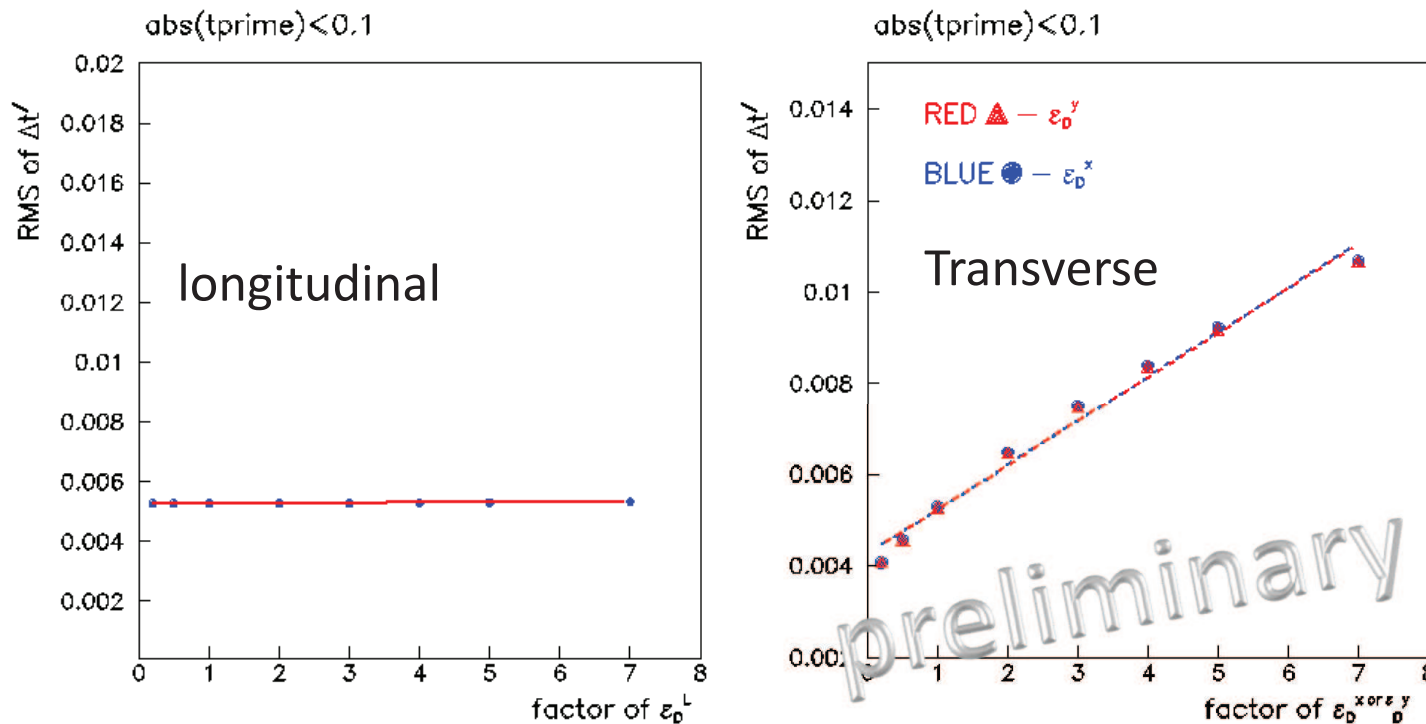 abs(tprime)<0.1
RMS of Δt′
0.02
0.018
0.016
0.014
0.012
0.01
0.008
0.006
0.004
0.002
longitudinal
0 1 2 3 4 5 6 7 8
factor of ε_D^L
abs(tprime)<0.1
RMS of Δt′
0.014
0.012
0.01
0.008
0.006
0.004
0.002
RED – ε_D^y
BLUE – ε_D^x
Transverse
preliminary
0 1 2 3 4 5 6 7 8
factor of ε_D^x or ε_D^y